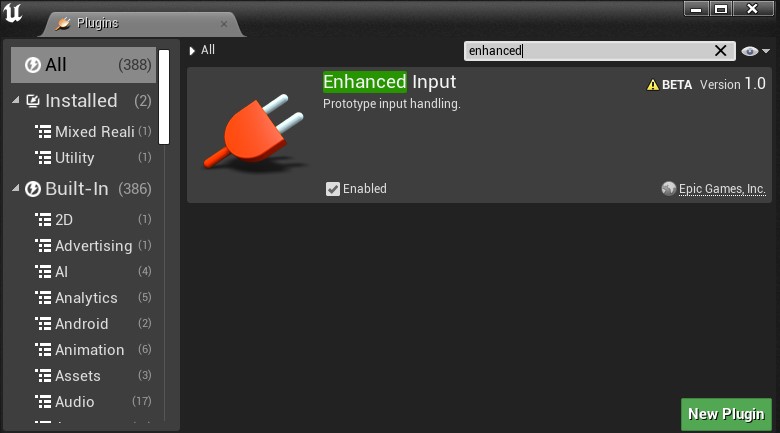 Plugins
All (388)
Installed (2)
Mixed Reali (1)
Utility (1)
Built-In (386)
2D (1)
Advertising (1)
AI (4)
Analytics (5)
Android (2)
Animation (6)
Assets (3)
Audio (17)
All
enhanced
Enhanced Input
BETA Version 1.0
Prototype input handling.
Enabled
Epic Games, Inc.
New Plugin